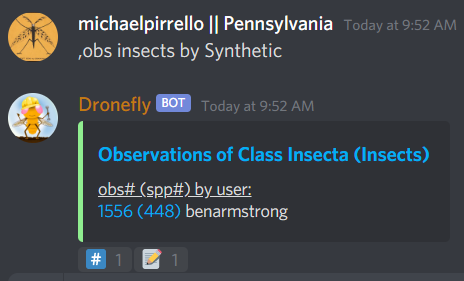 michaelpirrello || Pennsylvania Today at 9:52 AM
,obs insects by Synthetic
Dronefly BOT Today at 9:52 AM
Observations of Class Insecta (Insects)
obs# (spp#) by user:
1556 (448) benarmstrong
# 1 1